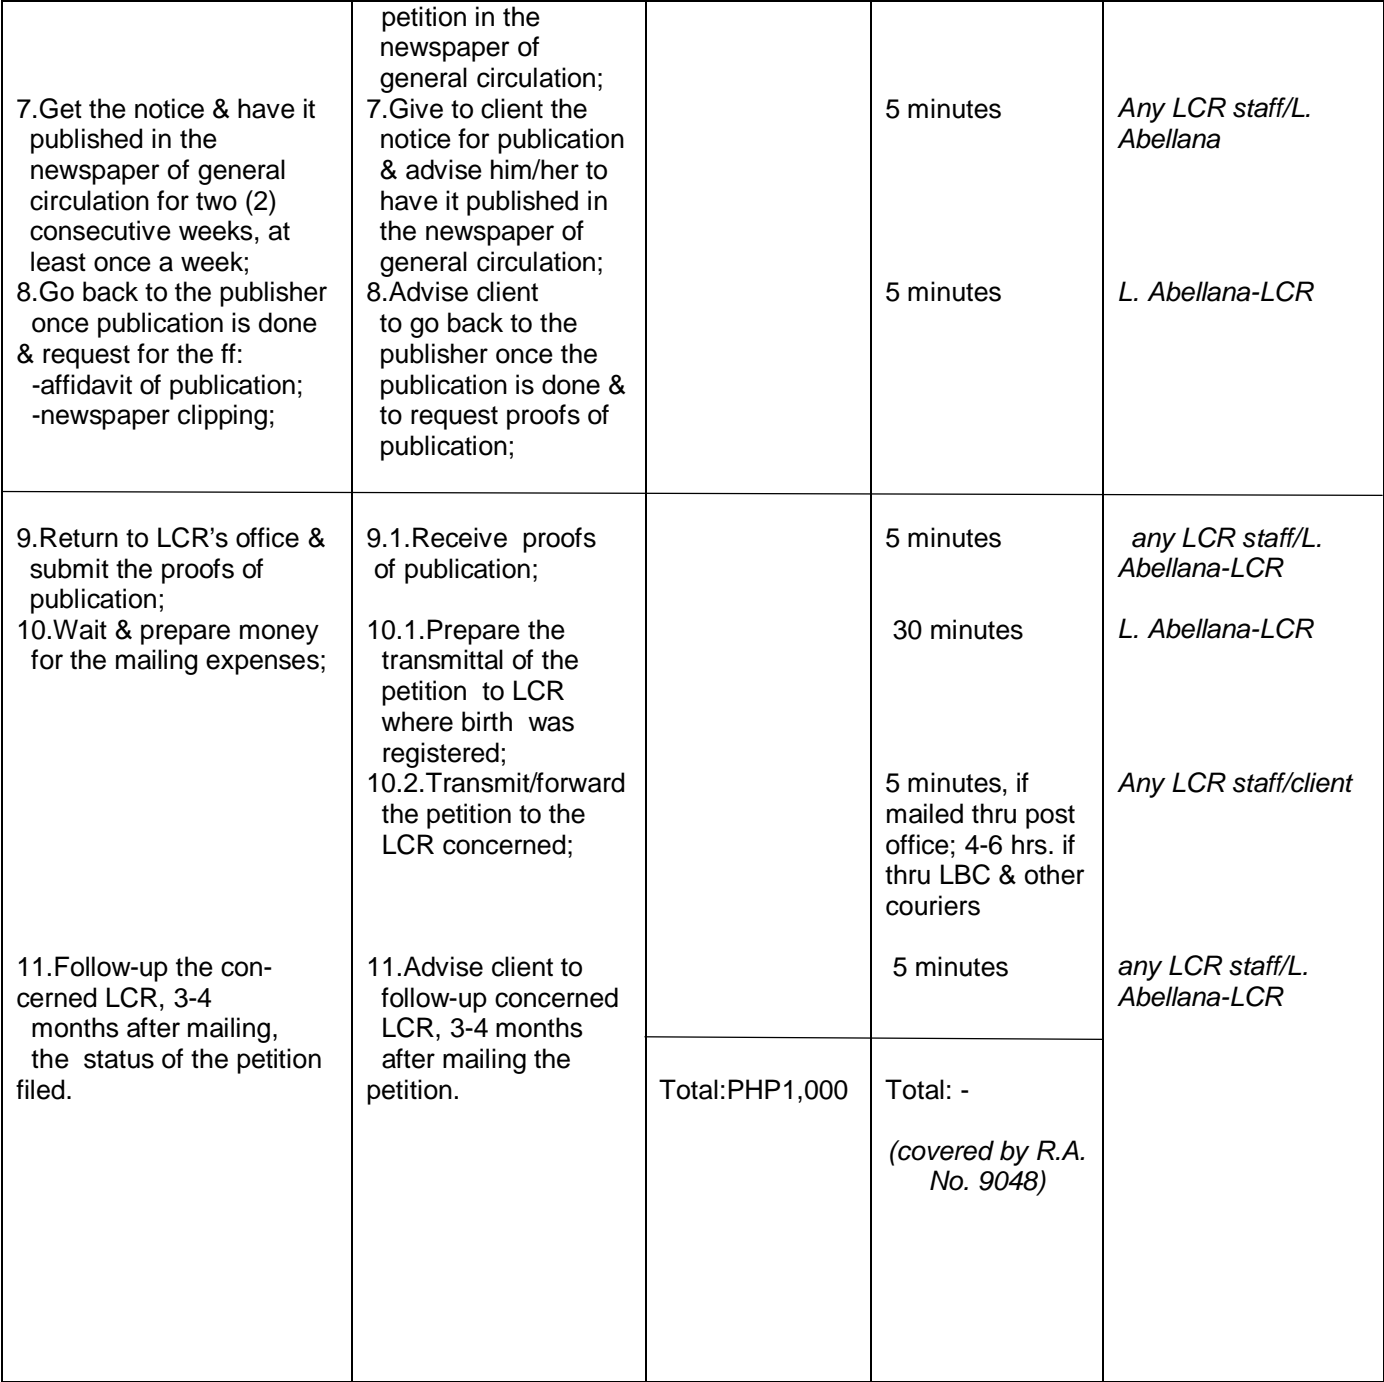 petition in the
newspaper of
general circulation;
7.Get the notice & have it
published in the
newspaper of general
circulation for two (2)
consecutive weeks, at
least once a week;
7.Give to client the
notice for publication
& advise him/her to
have it published in
the newspaper of
general circulation;
5 minutes
Any LCR staff/L.
Abellana
8.Go back to the publisher
once publication is done
& request for the ff:
-affidavit of publication;
-newspaper clipping;
8.Advise client
to go back to the
publisher once the
publication is done &
to request proofs of
publication;
5 minutes
L. Abellana-LCR
9.Return to LCR’s office &
submit the proofs of
publication;
9.1.Receive proofs
of publication;
5 minutes
any LCR staff/L.
Abellana-LCR
10.Wait & prepare money
for the mailing expenses;
10.1.Prepare the
transmittal of the
petition to LCR
where birth was
registered;
30 minutes
L. Abellana-LCR
10.2.Transmit/forward
the petition to the
LCR concerned;
5 minutes, if
mailed thru post
office; 4-6 hrs. if
thru LBC & other
couriers
Any LCR staff/client
11.Follow-up the con-
cerned LCR, 3-4
months after mailing,
the status of the petition
filed.
11.Advise client to
follow-up concerned
LCR, 3-4 months
after mailing the
petition.
5 minutes
any LCR staff/L.
Abellana-LCR
Total:PHP1,000
Total: -
(covered by R.A.
No. 9048)